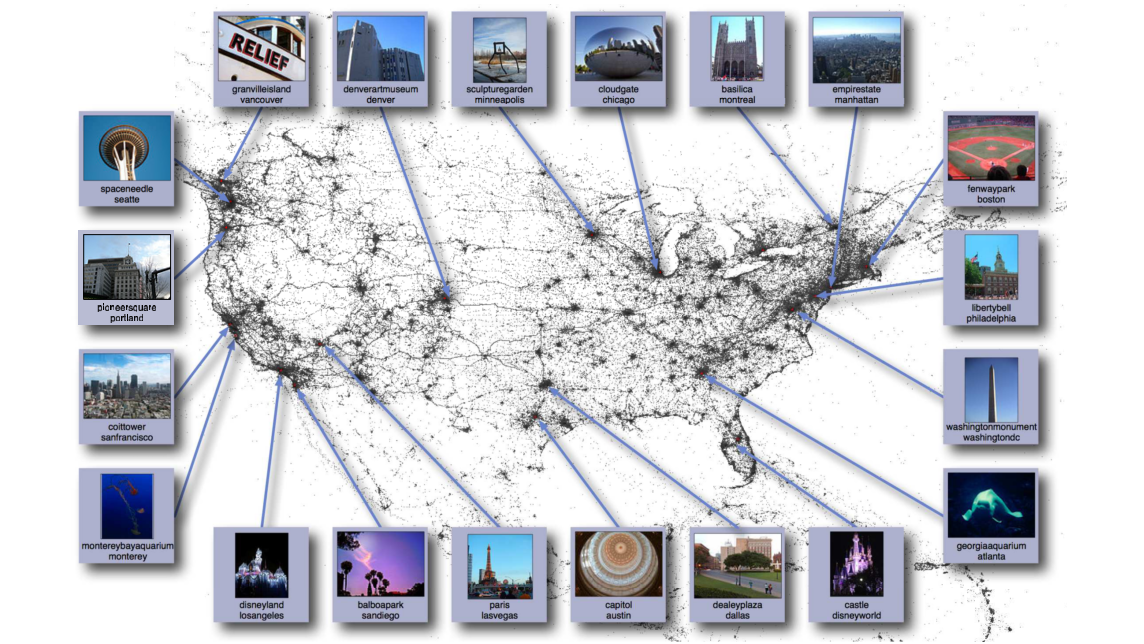 RELIEF
granvilleisland
vancouver
denverartmuseum
denver
sculpturegarden
minneapolis
cloudgate
chicago
basilica
montreal
empirestate
manhattan
spaceneedle
seatte
fenwaypark
boston
pioneersquare
portland
libertybell
philadelphia
coittower
sanfrancisco
washingtonmonument
washingtondc
montereybayaquarium
monterey
georgiaaquarium
atlanta
disneyland
losangeles
balboapark
sandiego
paris
lasvegas
capitol
austin
dealeyplaza
dallas
castle
disneyworld